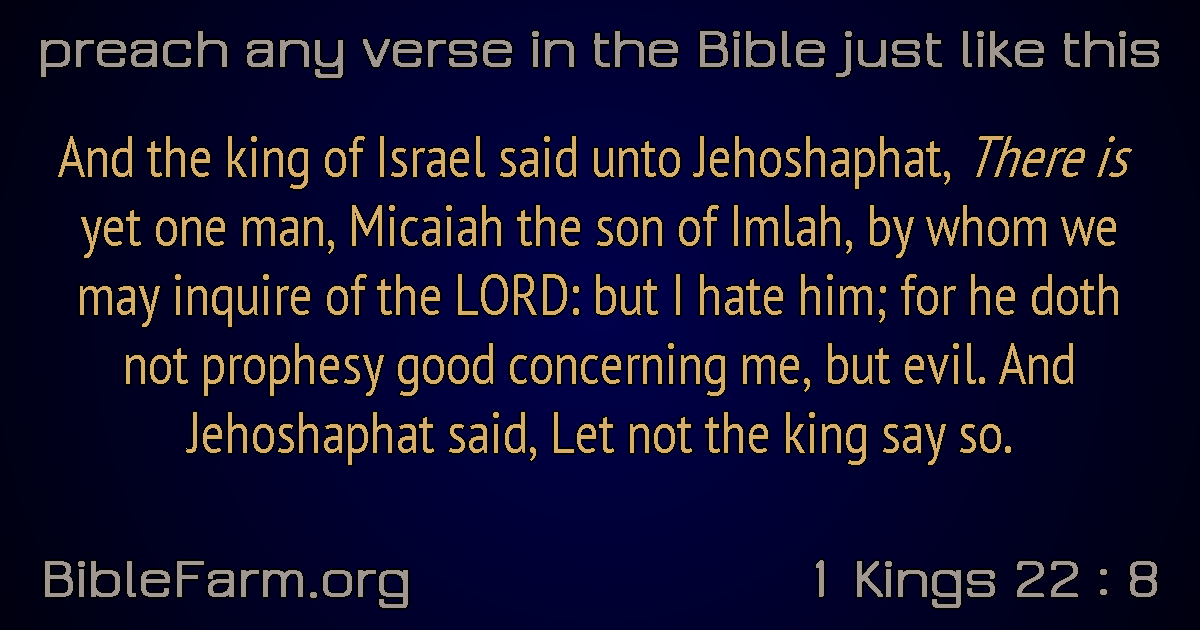 preach any verse in the Bible just like this
And the king of Israel said unto Jehoshaphat, There is
yet one man, Micaiah the son of Imlah, by whom we
may inquire of the LORD: but I hate him; for he doth
not prophesy good concerning me, but evil. And
Jehoshaphat said, Let not the king say so.
BibleFarm.org
1 Kings 22 : 8